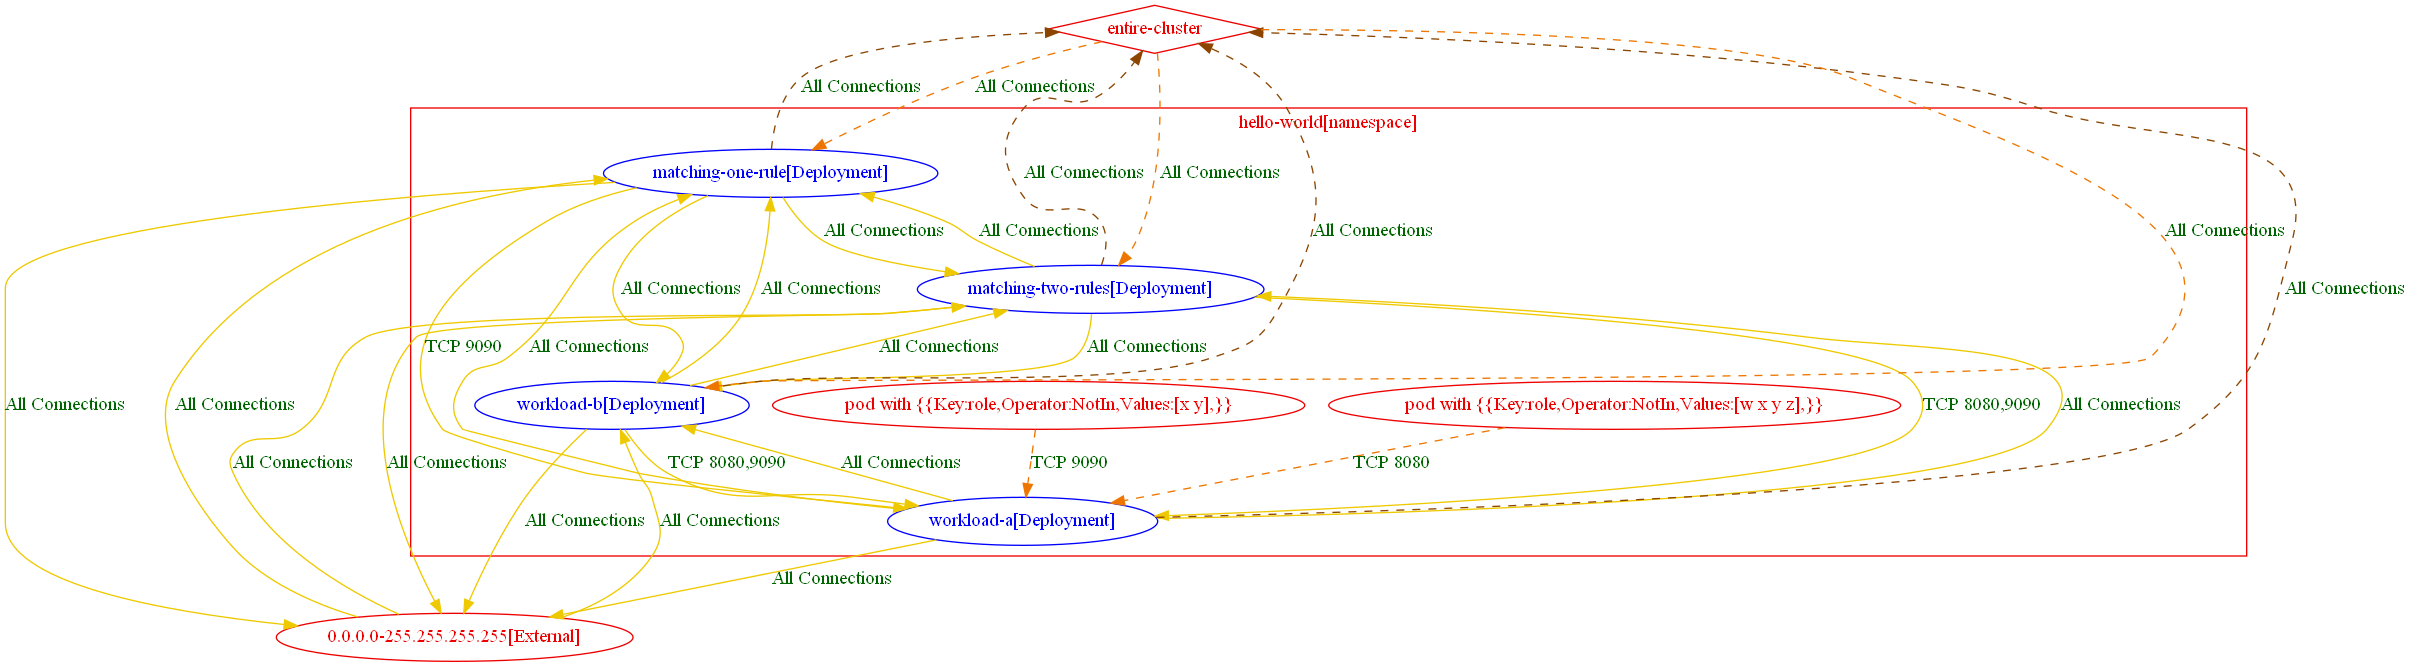 entire-cluster
All Connections
All Connections
hello-world[namespace]
matching-one-rule[Deployment]
All Connections
All Connections
All Connections
All Connections
All Connections
All Connections
All Connections
All Connections
matching-two-rules[Deployment]
All Connections
TCP 9090
All Connections
All Connections
All Connections
All Connections
All Connections
workload-b[Deployment]
pod with {{Key:role,Operator:NotIn,Values:[x y],}}
pod with {{Key:role,Operator:NotIn,Values:[w x y z],}}
TCP 8080,9090
All Connections
All Connections
All Connections
TCP 8080,9090
All Connections
TCP 9090
TCP 8080
All Connections
All Connections
workload-a[Deployment]
All Connections
0.0.0.0-255.255.255.255[External]